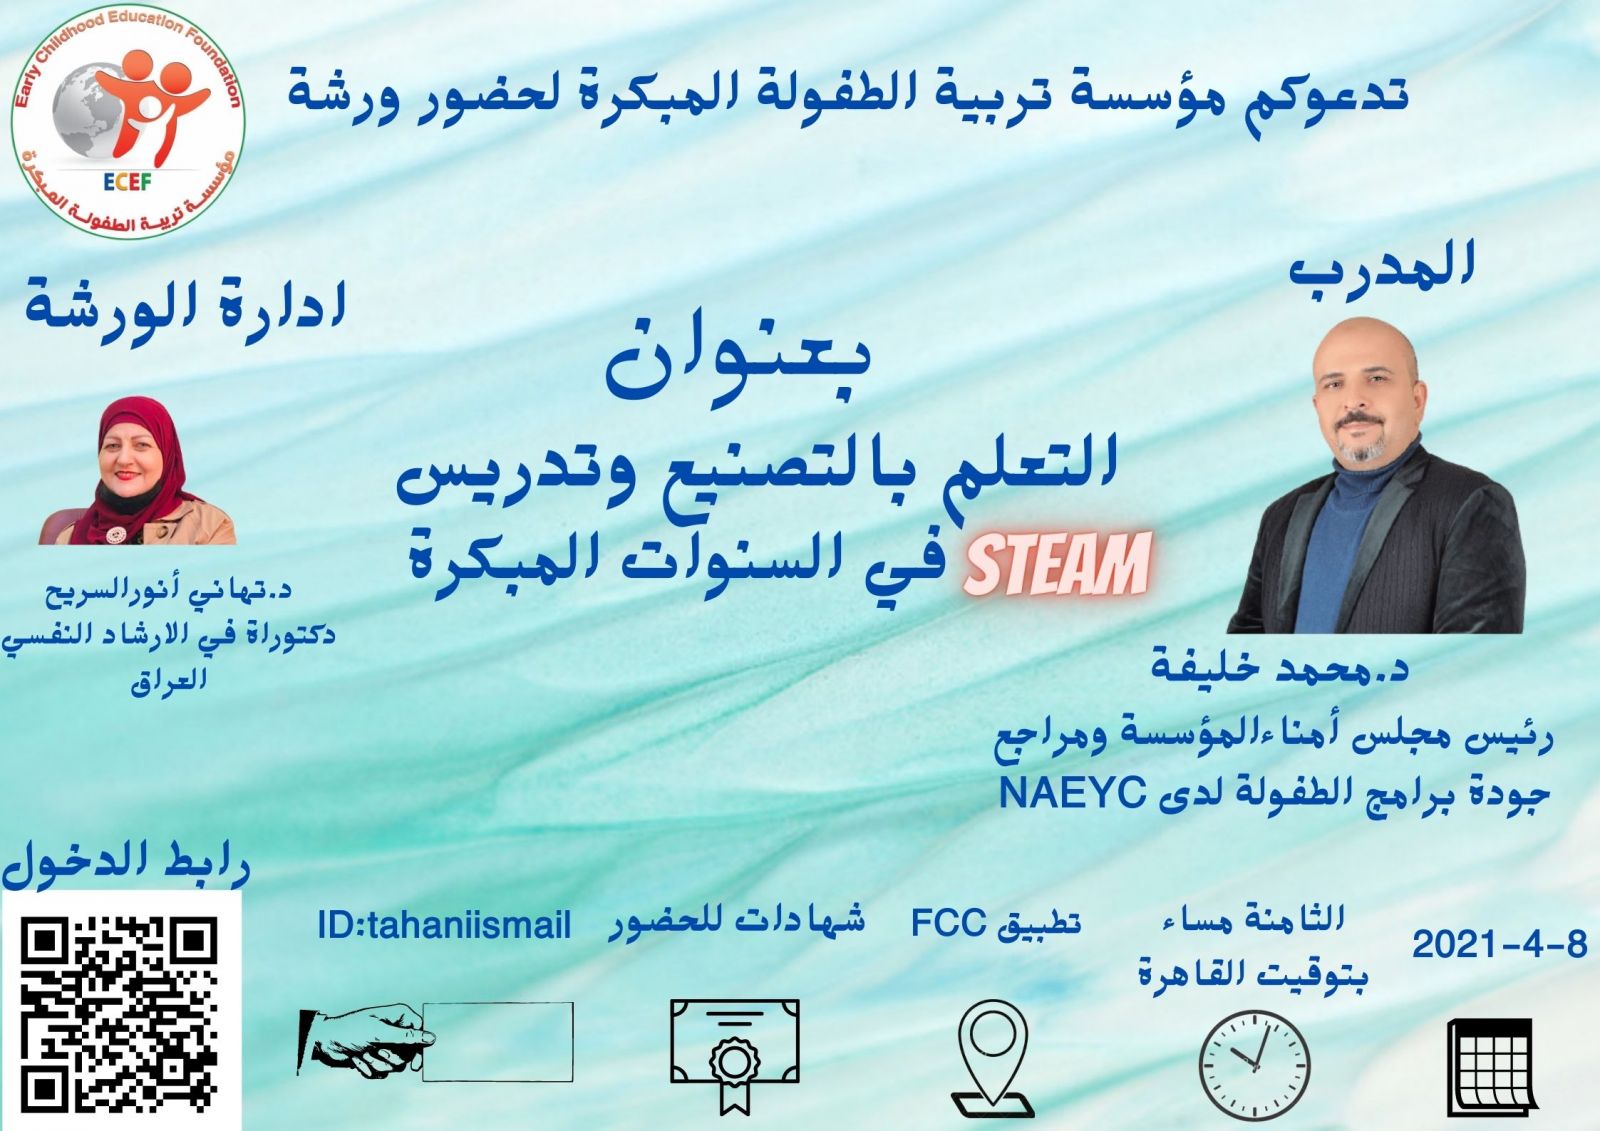 Early Childhood Education Foundation
ECEF
مؤسسة تربية الطفولة المبكرة
تدعوكم مؤسسة تربية الطفولة المبكرة لحضور ورشة
المدرب
ادارة الورشة
بعنوان
التعلم بالتصنيع وتدريس
STEAM في السنوات المبكرة
د.تهاني أنورالسريح
دكتوراة في الارشاد النفسي
العراق
د.محمد خليفة
رئيس مجلس أمناءالمؤسسة ومراجع
جودة برامج الطفولة لدى NAEYC
رابط الدخول
2021-4-8
الثامنة مساء
بتوقيت القاهرة
تطبيق FCC
شهادات للحضور
ID:tahaniismail